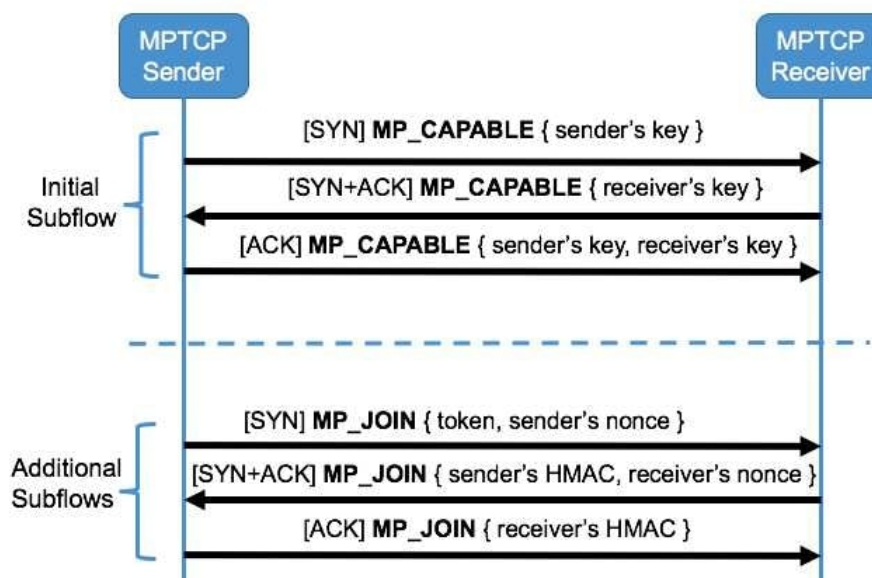 MPTCP
Sender
MPTCP
Receiver
[SYN] MP_CAPABLE { sender's key }
Initial
Subflow
[SYN+ACK] MP_CAPABLE { receiver's key }
[ACK] MP_CAPABLE { sender's key, receiver's key }
[SYN] MP_JOIN { token, sender's nonce }
Additional
Subflows
[SYN+ACK] MP_JOIN { sender's HMAC, receiver's nonce }
[ACK] MP_JOIN { receiver's HMAC }